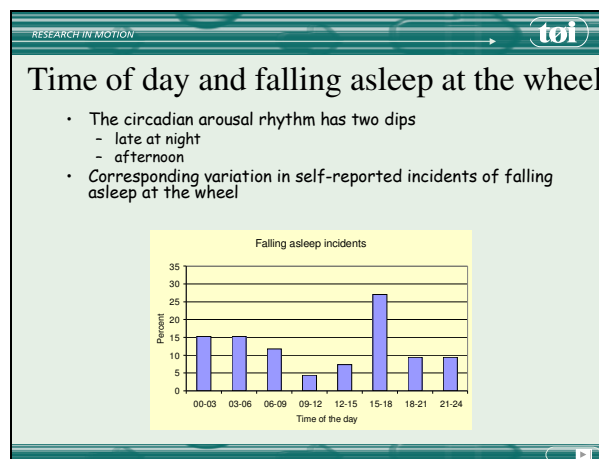 RESEARCH IN MOTION
tøi
Time of day and falling asleep at the wheel
• The circadian arousal rhythm has two dips
– late at night
– afternoon
• Corresponding variation in self-reported incidents of falling
asleep at the wheel
Falling asleep incidents
35
30
25
20
15
10
5
0
Percent
00-03 03-06 06-09 09-12 12-15 15-18 18-21 21-24
Time of the day